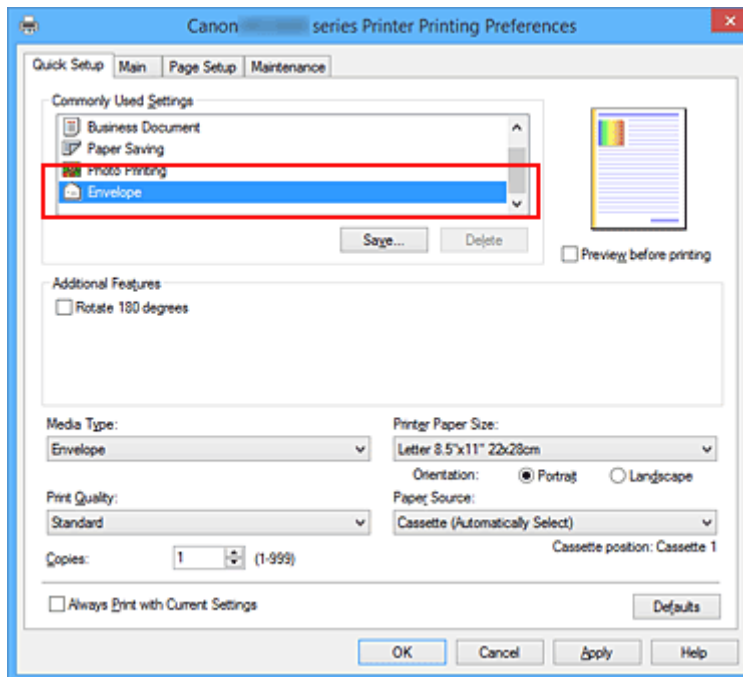 Canon series Printer Printing Preferences
Quick Setup Main Page Setup Maintenance
Commonly Used Settings
Business Document
Paper Saving
Photo Printing
Envelope
Save... Delete
Preview before printing
Additional Features
Rotate 180 degrees
Media Type: Printer Paper Size:
Envelope Letter 8.5"x11" 22x28cm
Orientation: Portrait Landscape
Print Quality: Paper Source:
Standard Cassette (Automatically Select)
Cassette position: Cassette 1
Copies: 1 (1-999)
Always Print with Current Settings Defaults
OK Cancel Apply Help